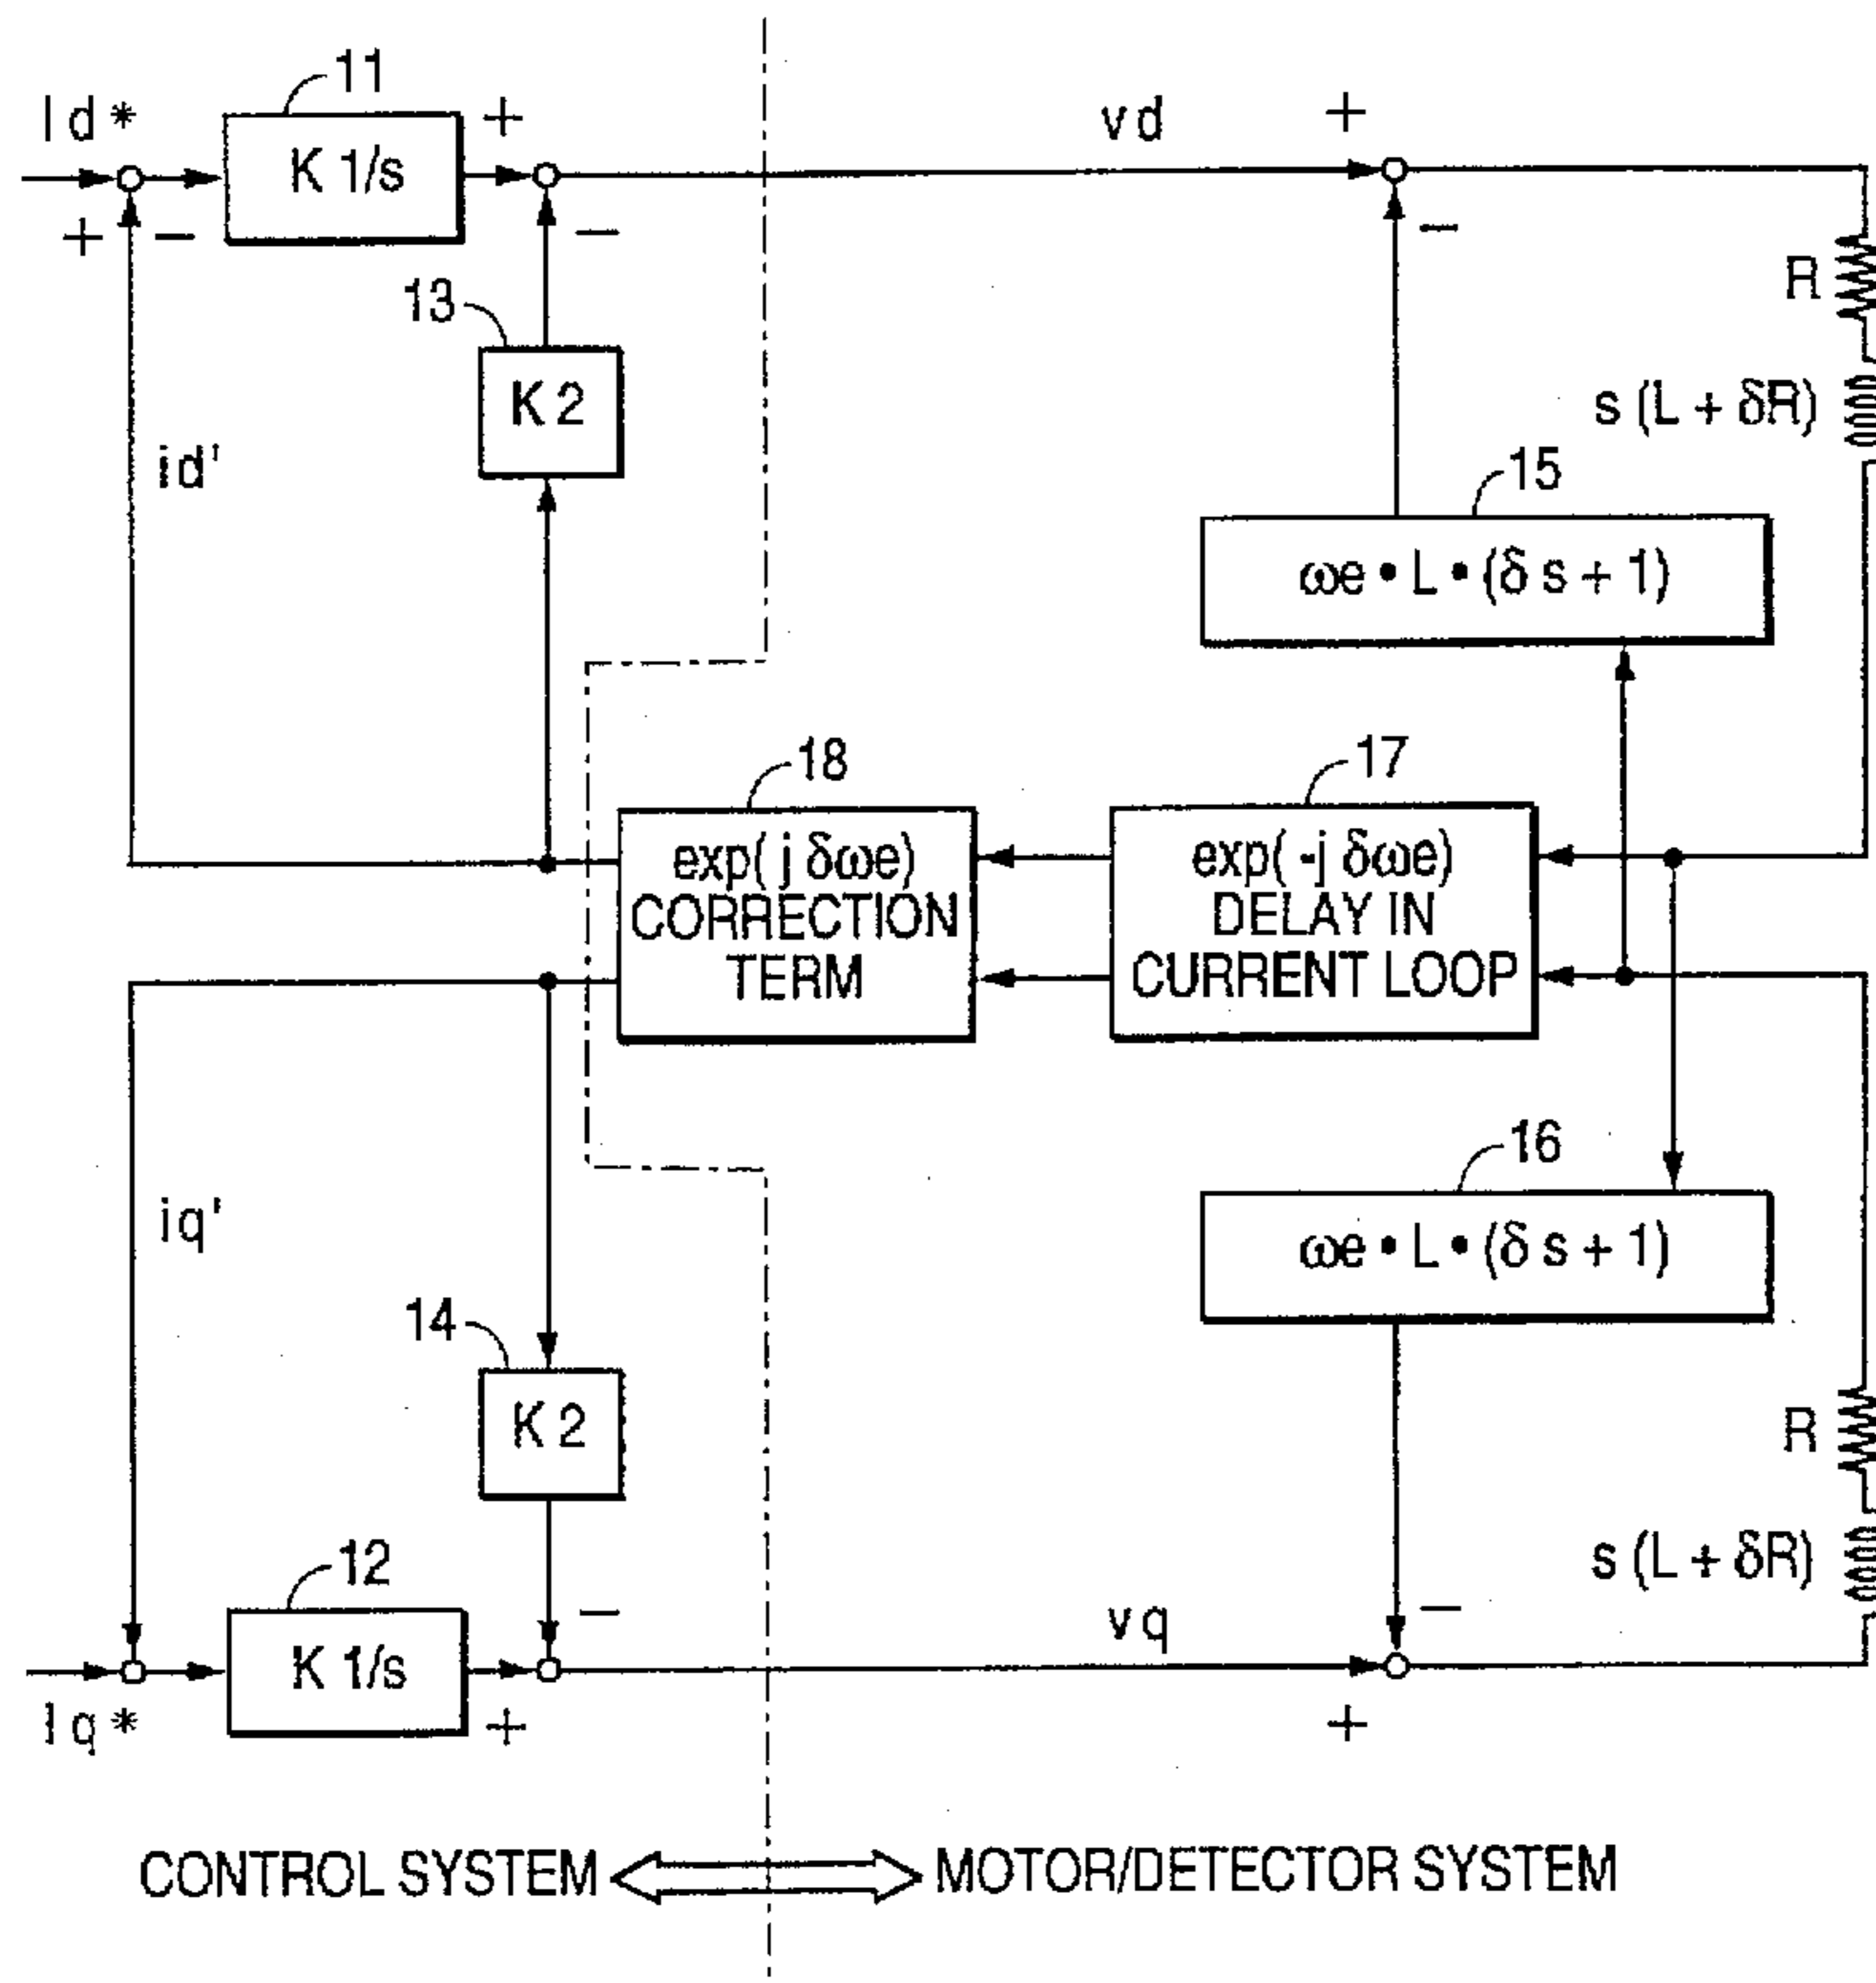 11
Id*
+
vd
+
K 1/s
+
−
−
−
13
R
K 2
s (L + δR)
id'
15
ωe • L • (δ s + 1)
18
17
exp( j δωe)
CORRECTION
TERM
exp( -j δωe)
DELAY IN
CURRENT LOOP
16
iq'
ωe • L • (δ s + 1)
14
K 2
R
12
s (L + δR)
−
vq
−
K 1/s
Iq*
+
+
CONTROL SYSTEM
MOTOR/DETECTOR SYSTEM